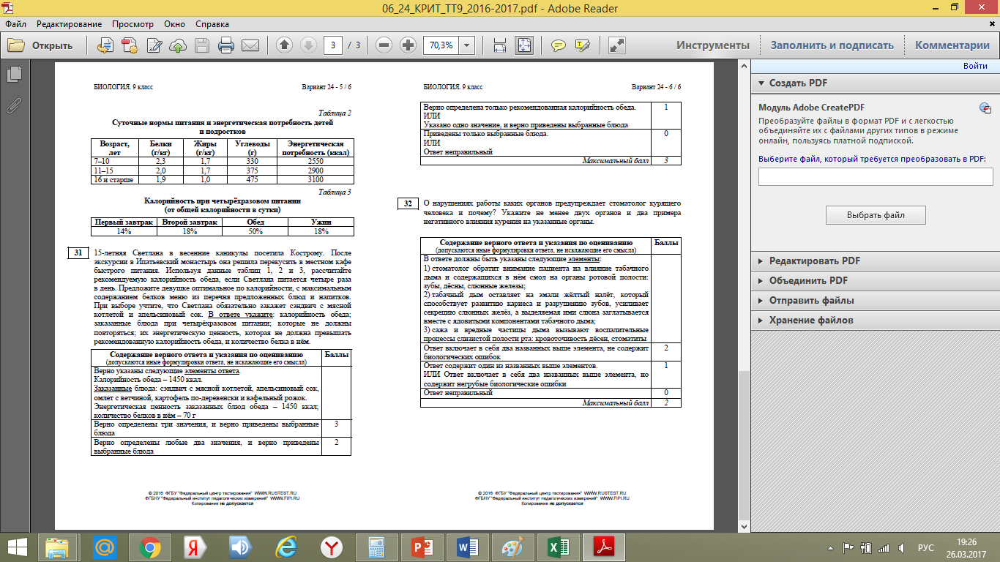 06_24_КРИТ_ТТ9_2016-2017.pdf - Adobe Reader
Файл Редактирование Просмотр Окно Справка
Открыть
3 / 3
70,3%
Инструменты
Заполнить и подписать
Комментарии
БИОЛОГИЯ. 9 класс
Вариант 24 - 5 / 6
Таблица 2
Суточные нормы питания и энергетическая потребность детей
и подростков
Возраст, лет Белки (г/кг) Жиры (г/кг) Углеводы (г) Энергетическая потребность (ккал)
7–10 2,3 1,7 330 2550
11–15 2,0 1,7 375 2900
16 и старше 1,9 1,0 475 3100
Таблица 3
Калорийность при четырёхразовом питании
(от общей калорийности в сутки)
Первый завтрак Второй завтрак Обед Ужин
14% 18% 50% 18%
31
15-летняя Светлана в весенние каникулы посетила Кострому. После
экскурсии в Ипатьевский монастырь она решила перекусить в местном кафе
быстрого питания. Используя данные таблиц 1, 2 и 3, рассчитайте
рекомендуемую калорийность обеда, если Светлана питается четыре раза
в день. Предложите девушке оптимальное по калорийности, с максимальным
содержанием белков меню из перечня предложенных блюд и напитков.
При выборе учтите, что Светлана обязательно закажет сэндвич с мясной
котлетой и апельсиновый сок. В ответе укажите: калорийность обеда;
заказанные блюда при четырёхразовом питании; которые не должны
повторяться; их энергетическую ценность, которая не должна превышать
рекомендованную калорийность обеда, и количество белка в нём.
Содержание верного ответа и указания по оцениванию
(допускаются иные формулировки ответа, не искажающие его смысла)
Баллы
Верно указаны следующие элементы ответа.
Калорийность обеда – 1450 ккал.
Заказанные блюда: сэндвич с мясной котлетой, апельсиновый сок,
омлет с ветчиной, картофель по-деревенски и вафельный рожок.
Энергетическая ценность заказанных блюд обеда – 1450 ккал;
количество белков в нём – 70 г
Верно определены три значения, и верно приведены выбранные
блюда
3
Верно определены любые два значения, и верно приведены
выбранные блюда
2
© 2016 ФГБУ "Федеральный центр тестирования" WWW.RUSTEST.RU
ФГБНУ "Федеральный институт педагогических измерений" WWW.FIPI.RU
Копирование не допускается
БИОЛОГИЯ. 9 класс
Вариант 24 - 6 / 6
Верно определена только рекомендованная калорийность обеда.
ИЛИ
Указано одно значение, и верно приведены выбранные блюда
1
Приведены только выбранные блюда.
ИЛИ
Ответ неправильный
0
Максимальный балл 3
32
О нарушениях работы каких органов предупреждает стоматолог курящего
человека и почему? Укажите не менее двух органов и два примера
негативного влияния курения на указанные органы.
Содержание верного ответа и указания по оцениванию
(допускаются иные формулировки ответа, не искажающие его смысла)
Баллы
В ответе должны быть указаны следующие элементы:
1) стоматолог обратит внимание пациента на влияние табачного
дыма и содержащихся в нём смол на органы ротовой полости:
зубы, дёсны, слюнные железы;
2) табачный дым оставляет на эмали жёлтый налёт, который
способствует развитию кариеса и разрушению зубов, усиливает
секрецию слюнных желёз, а выделяемая ими слюна заглатывается
вместе с ядовитыми компонентами табачного дыма;
3) сажа и вредные частицы дыма вызывают воспалительные
процессы слизистой полости рта: кровоточивость дёсен, стоматиты
Ответ включает в себя два названных выше элемента, не содержит
биологических ошибок
2
Ответ содержит один из названных выше элементов.
ИЛИ Ответ включает в себя два названных выше элемента, но
содержит негрубые биологические ошибки
1
Ответ неправильный
0
Максимальный балл 2
© 2016 ФГБУ "Федеральный центр тестирования" WWW.RUSTEST.RU
ФГБНУ "Федеральный институт педагогических измерений" WWW.FIPI.RU
Копирование не допускается
Войти
Создать PDF
Модуль Adobe CreatePDF
Преобразуйте файлы в формат PDF и с легкостью
объединяйте их с файлами других типов в режиме
онлайн, пользуясь платной подпиской.
Выберите файл, который требуется преобразовать в PDF:
Выбрать файл
Редактировать PDF
Объединить PDF
Отправить файлы
Хранение файлов
РУС
19:26
26.03.2017